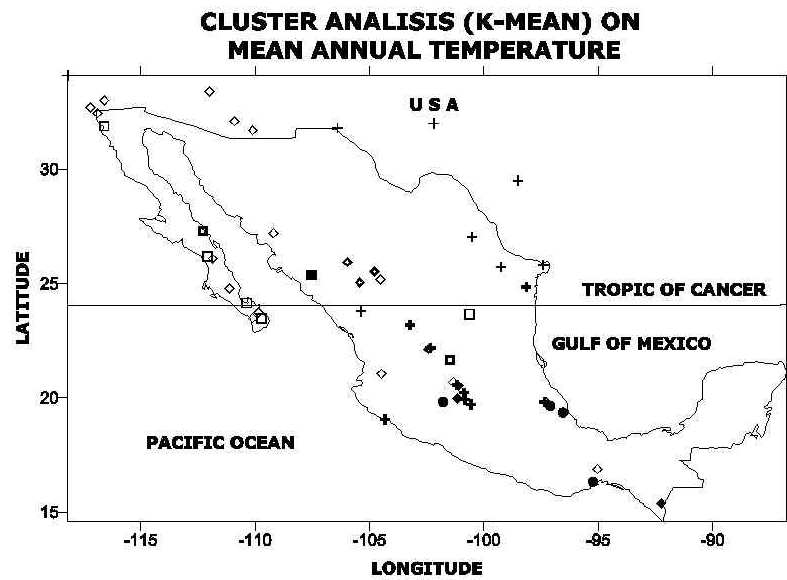 CLUSTER ANALISIS (K-MEAN) ON
MEAN ANNUAL TEMPERATURE
U S A
30
25
TROPIC OF CANCER
GULF OF MEXICO
20
PACIFIC OCEAN
15
LATITUDE
-115 -110 -105 -100 -95 -90
LONGITUDE